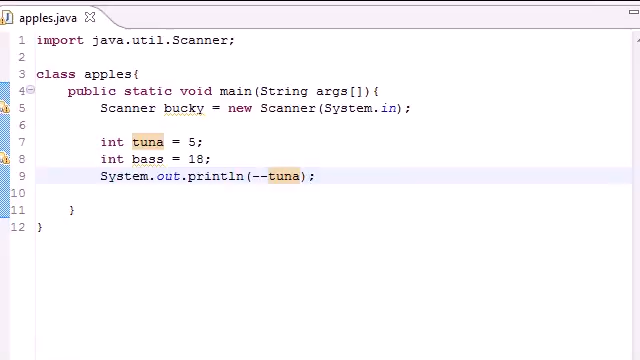 apples.java
1 import java.util.Scanner;
2
3 class apples{
4 public static void main(String args[]){
5 Scanner bucky = new Scanner(System.in);
6
7 int tuna = 5;
8 int bass = 18;
9 System.out.println(--tuna);
10
11 }
12 }